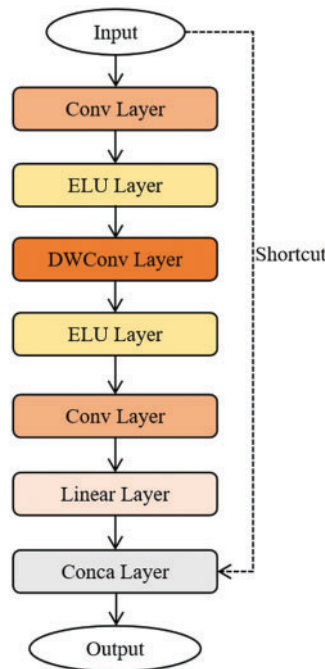 Input
Conv Layer
ELU Layer
DWConv Layer
Shortcut
ELU Layer
Conv Layer
Linear Layer
Conca Layer
Output